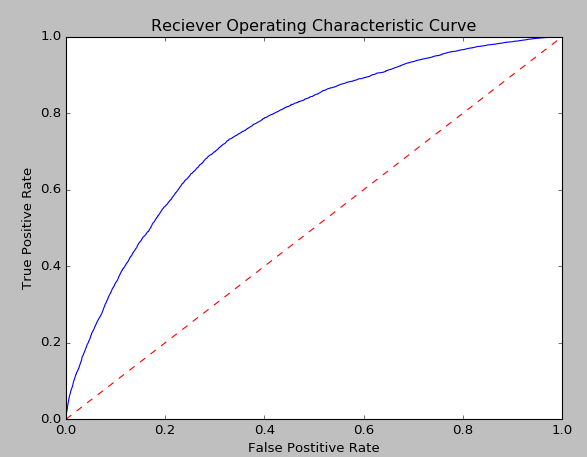 Reciever Operating Characteristic Curve
1.0
0.8
0.6
0.4
0.2
0.0
True Positive Rate
0.0 0.2 0.4 0.6 0.8 1.0
False Postitive Rate